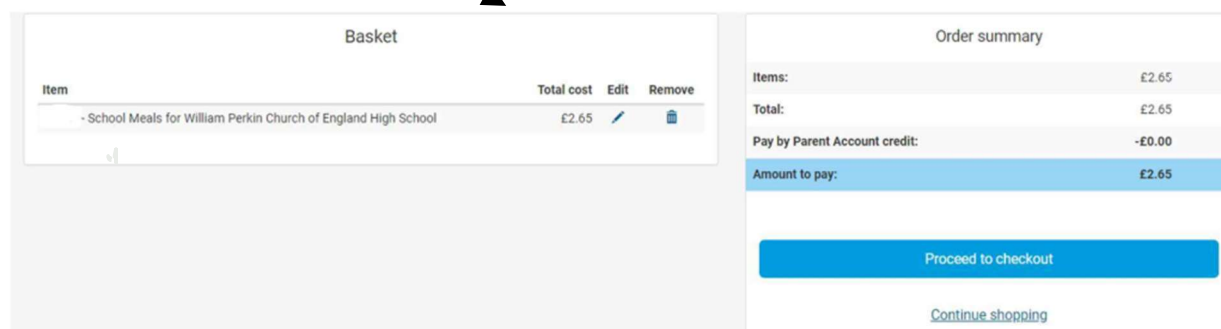 Basket
Item Total cost Edit Remove
- School Meals for William Perkin Church of England High School £2.65
Order summary
Items: £2.65
Total: £2.65
Pay by Parent Account credit: -£0.00
Amount to pay: £2.65
Proceed to checkout
Continue shopping